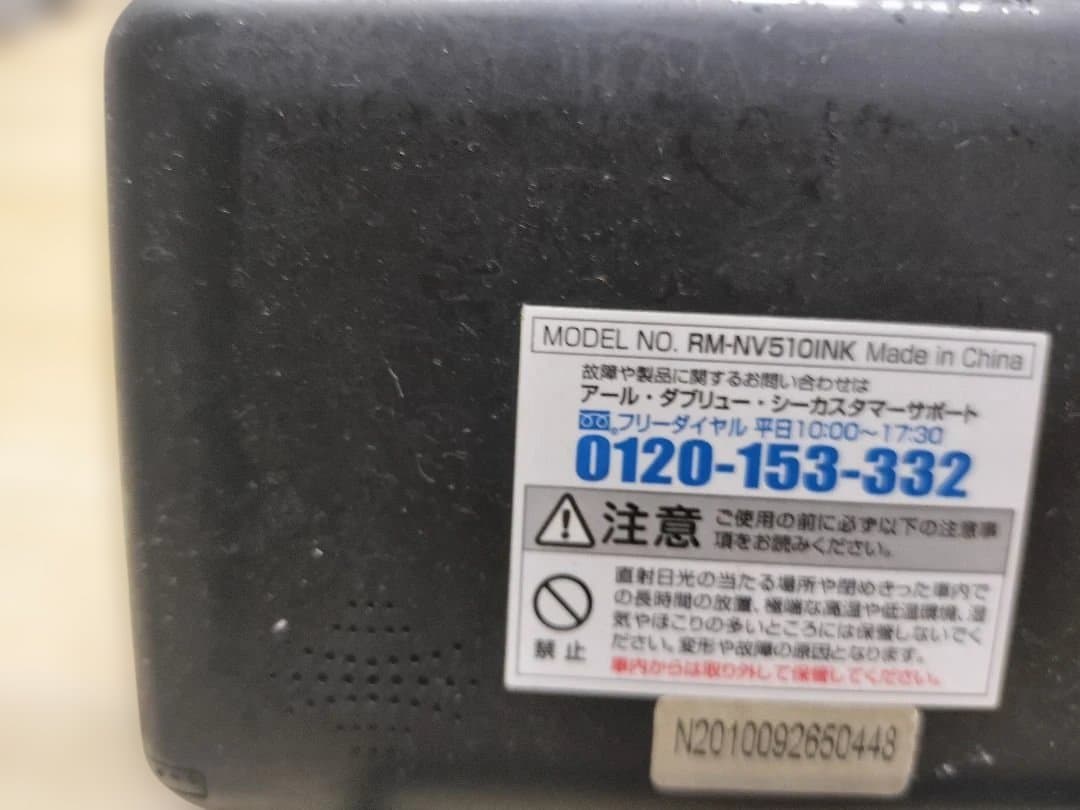 MODEL NO. RM-NV510INK Made in China
故障や製品に関するお問い合わせは
アール・ダブリュー・シーカスタマーサポート
フリーダイヤル 平日10:00～17:30
0120-153-332
注意 ご使用の前に必ず以下の注意事
項をお読みください。
直射日光の当たる場所や閉めきった車内で
の長時間の放置、極端な高温や低温環境、湿
気やほこりの多いところには保管しないでく
ださい。変形や故障の原因となります。
車内からは取り外して保管してください。
禁止
N2010092650448